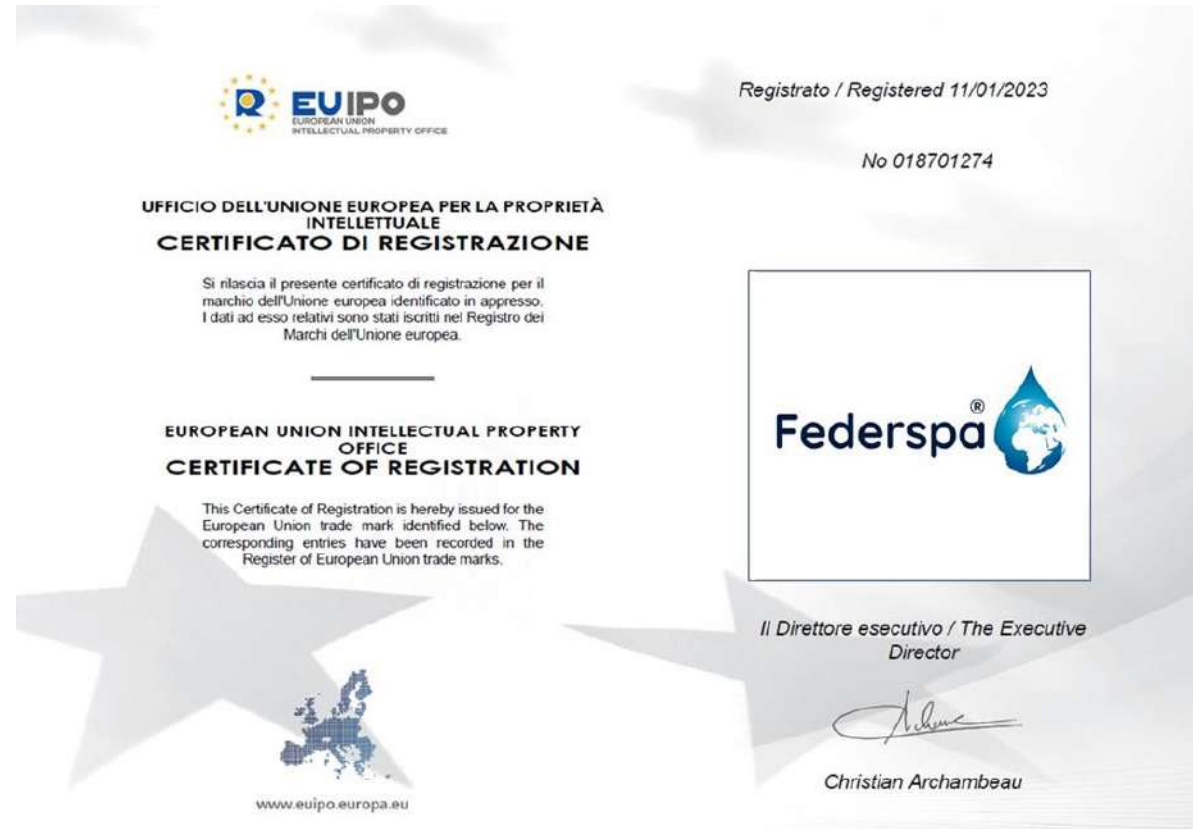 EUIPO
EUROPEAN UNION
INTELLECTUAL PROPERTY OFFICE
UFFICIO DELL'UNIONE EUROPEA PER LA PROPRIETÀ
INTELLETTUALE
CERTIFICATO DI REGISTRAZIONE
Si rilascia il presente certificato di registrazione per il
marchio dell'Unione europea identificato in appresso.
I dati ad esso relativi sono stati iscritti nel Registro dei
Marchi dell'Unione europea.
EUROPEAN UNION INTELLECTUAL PROPERTY
OFFICE
CERTIFICATE OF REGISTRATION
This Certificate of Registration is hereby issued for the
European Union trade mark identified below. The
corresponding entries have been recorded in the
Register of European Union trade marks.
www.euipo.europa.eu
Registrato / Registered 11/01/2023
No 018701274
Federspa®
Il Direttore esecutivo / The Executive
Director
Christian Archambeau